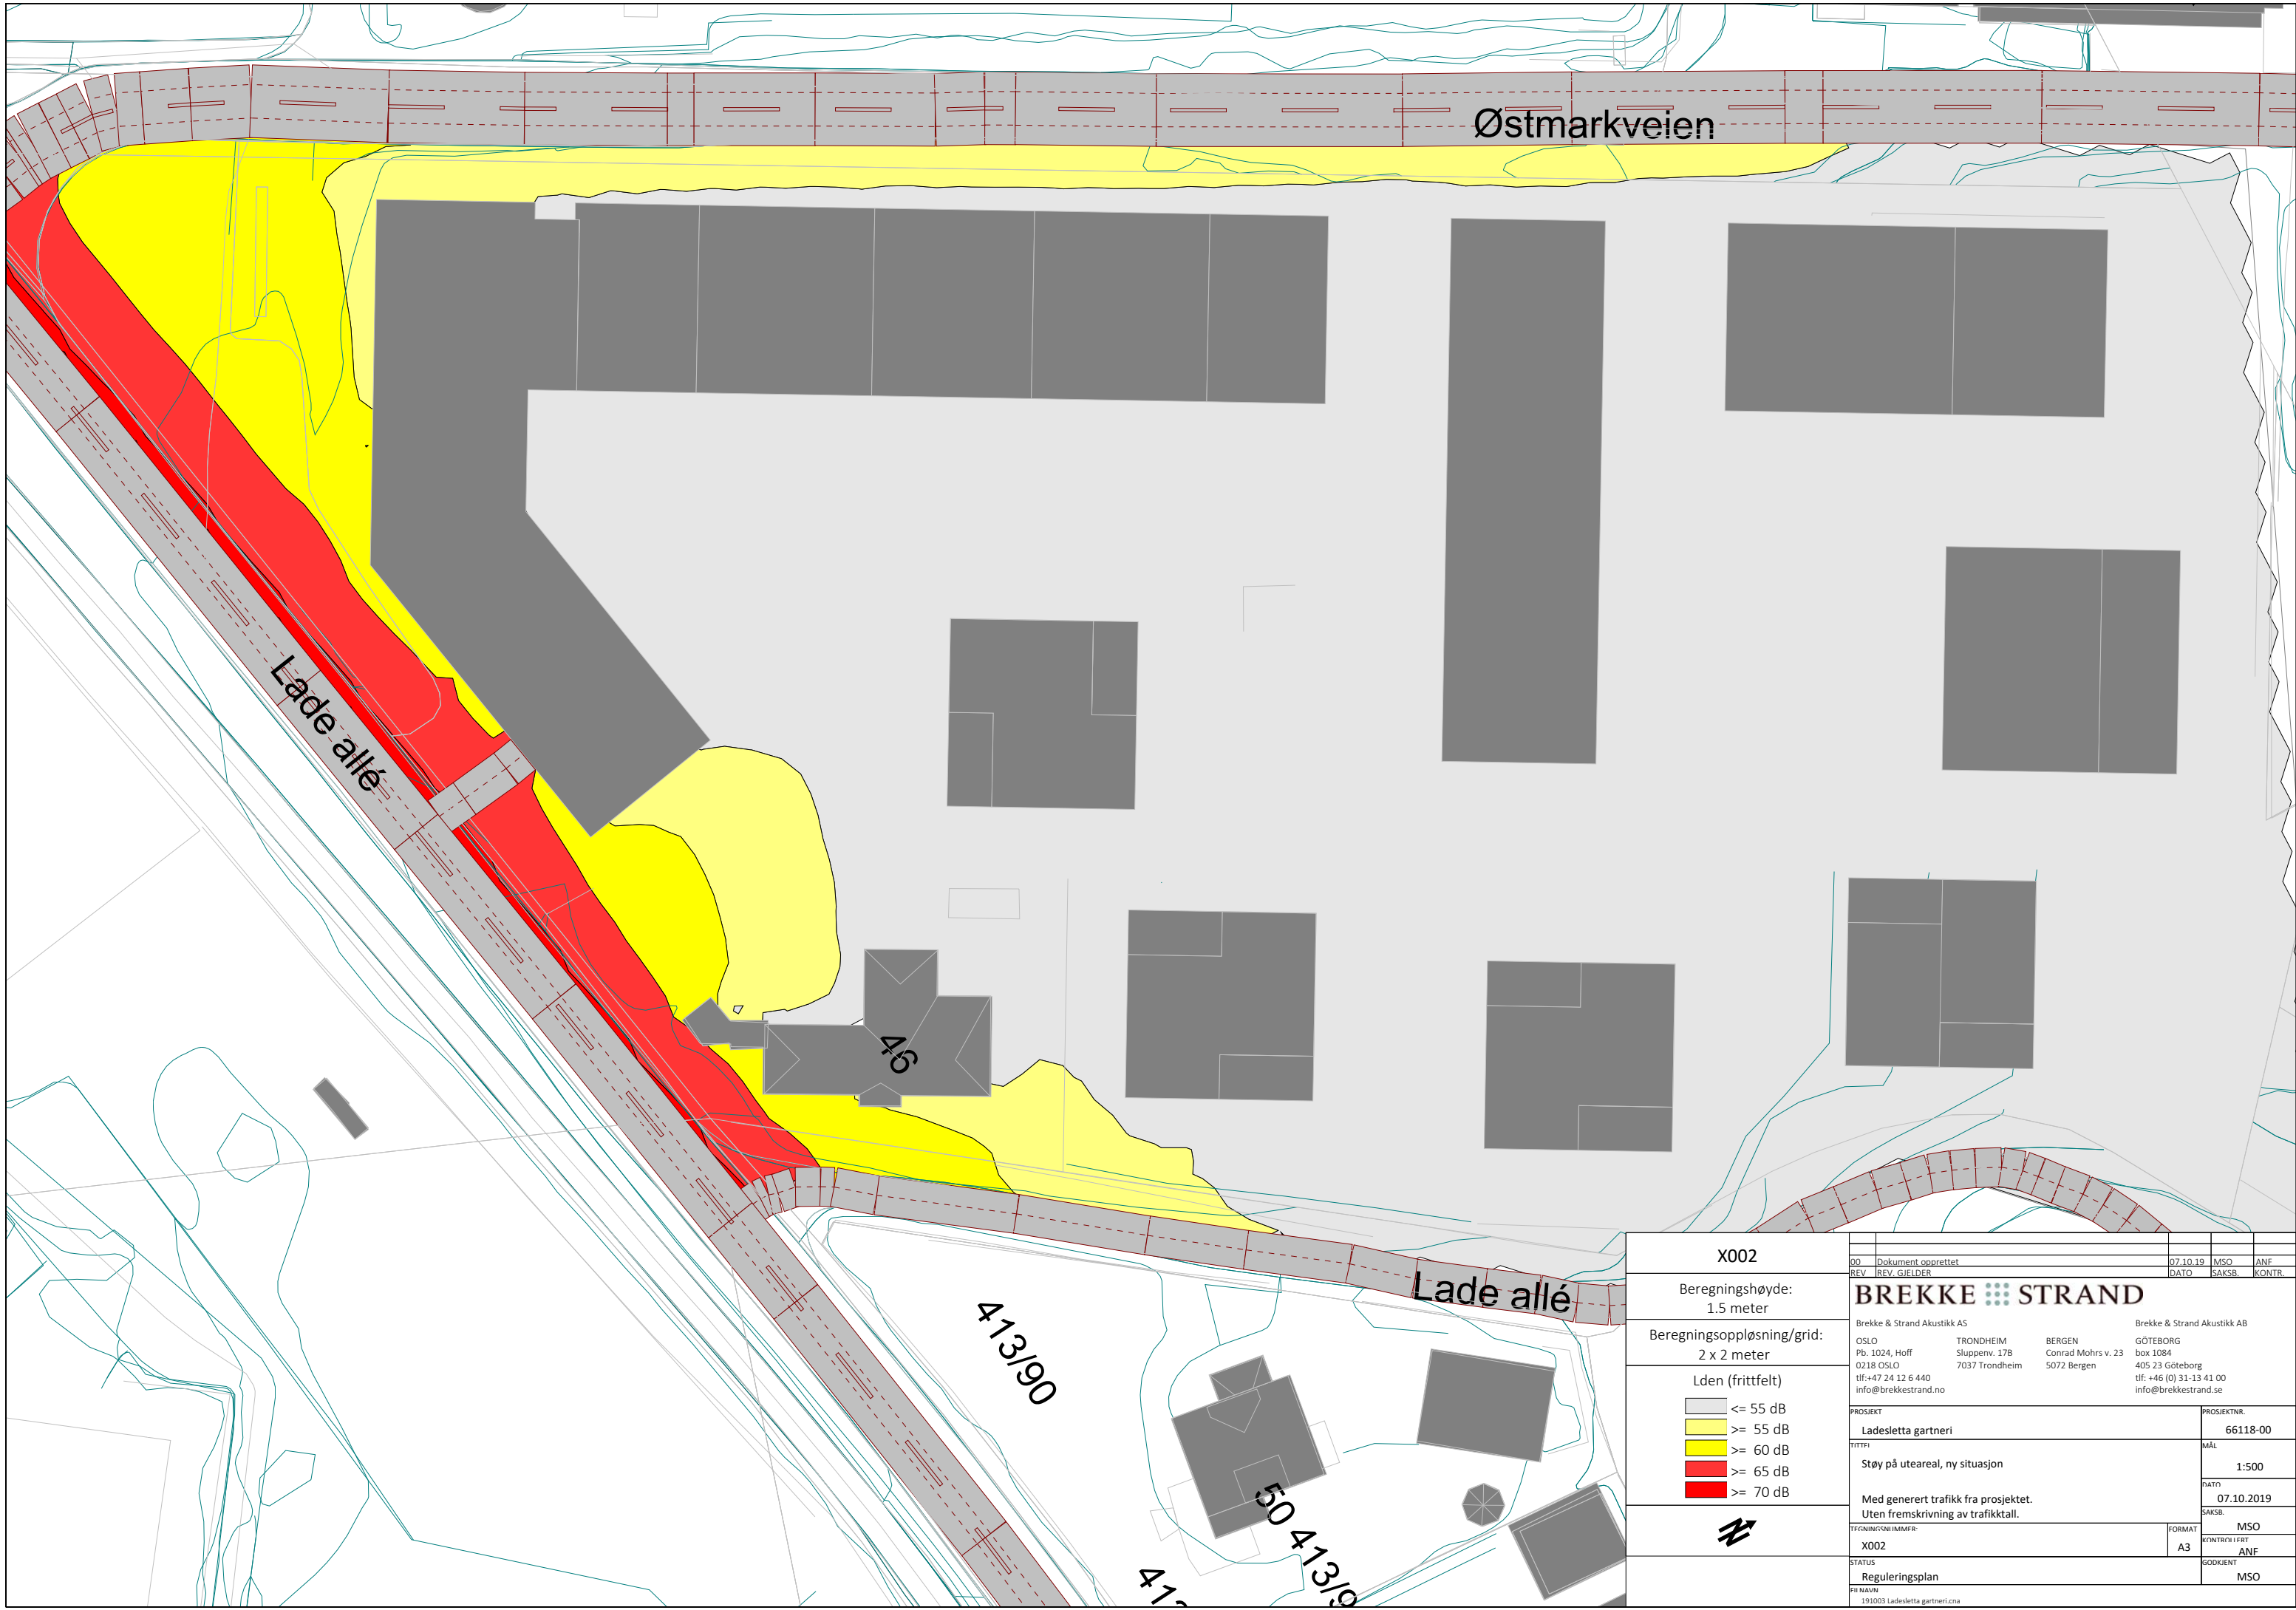 Østmarkveien
Lade allé
46
Lade allé
413/90
50 413/9
413
X002
Beregningshøyde:
1.5 meter
Beregningsoppløsning/grid:
2 x 2 meter
Lden (frittfelt)
<= 55 dB
>= 55 dB
>= 60 dB
>= 65 dB
>= 70 dB
N
00 Dokument opprettet 07.10.19 MSO ANF
REV REV. GJELDER DATO SAKSB. KONTR.
BREKKE STRAND
Brekke & Strand Akustikk AS Brekke & Strand Akustikk AB
OSLO TRONDHEIM BERGEN GÖTEBORG
Pb. 1024, Hoff Sluppenv. 17B Conrad Mohrs v. 23 box 1084
0218 OSLO 7037 Trondheim 5072 Bergen 405 23 Göteborg
tlf:+47 24 12 6 440 tlf: +46 (0) 31-13 41 00
info@brekkestrand.no info@brekkestrand.se
PROSJEKT PROSJEKTNR.
Ladesletta gartneri 66118-00
TITTEL MÅL
Støy på uteareal, ny situasjon 1:500
DATO
Med generert trafikk fra prosjektet. 07.10.2019
Uten fremskrivning av trafikktall. SAKSB.
MSO
TEGNINGSNUMMER: FORMAT KONTROLLERT
X002 A3 ANF
STATUS GODKJENT
Reguleringsplan MSO
FILNAVN
191003 Ladesletta gartneri.cna